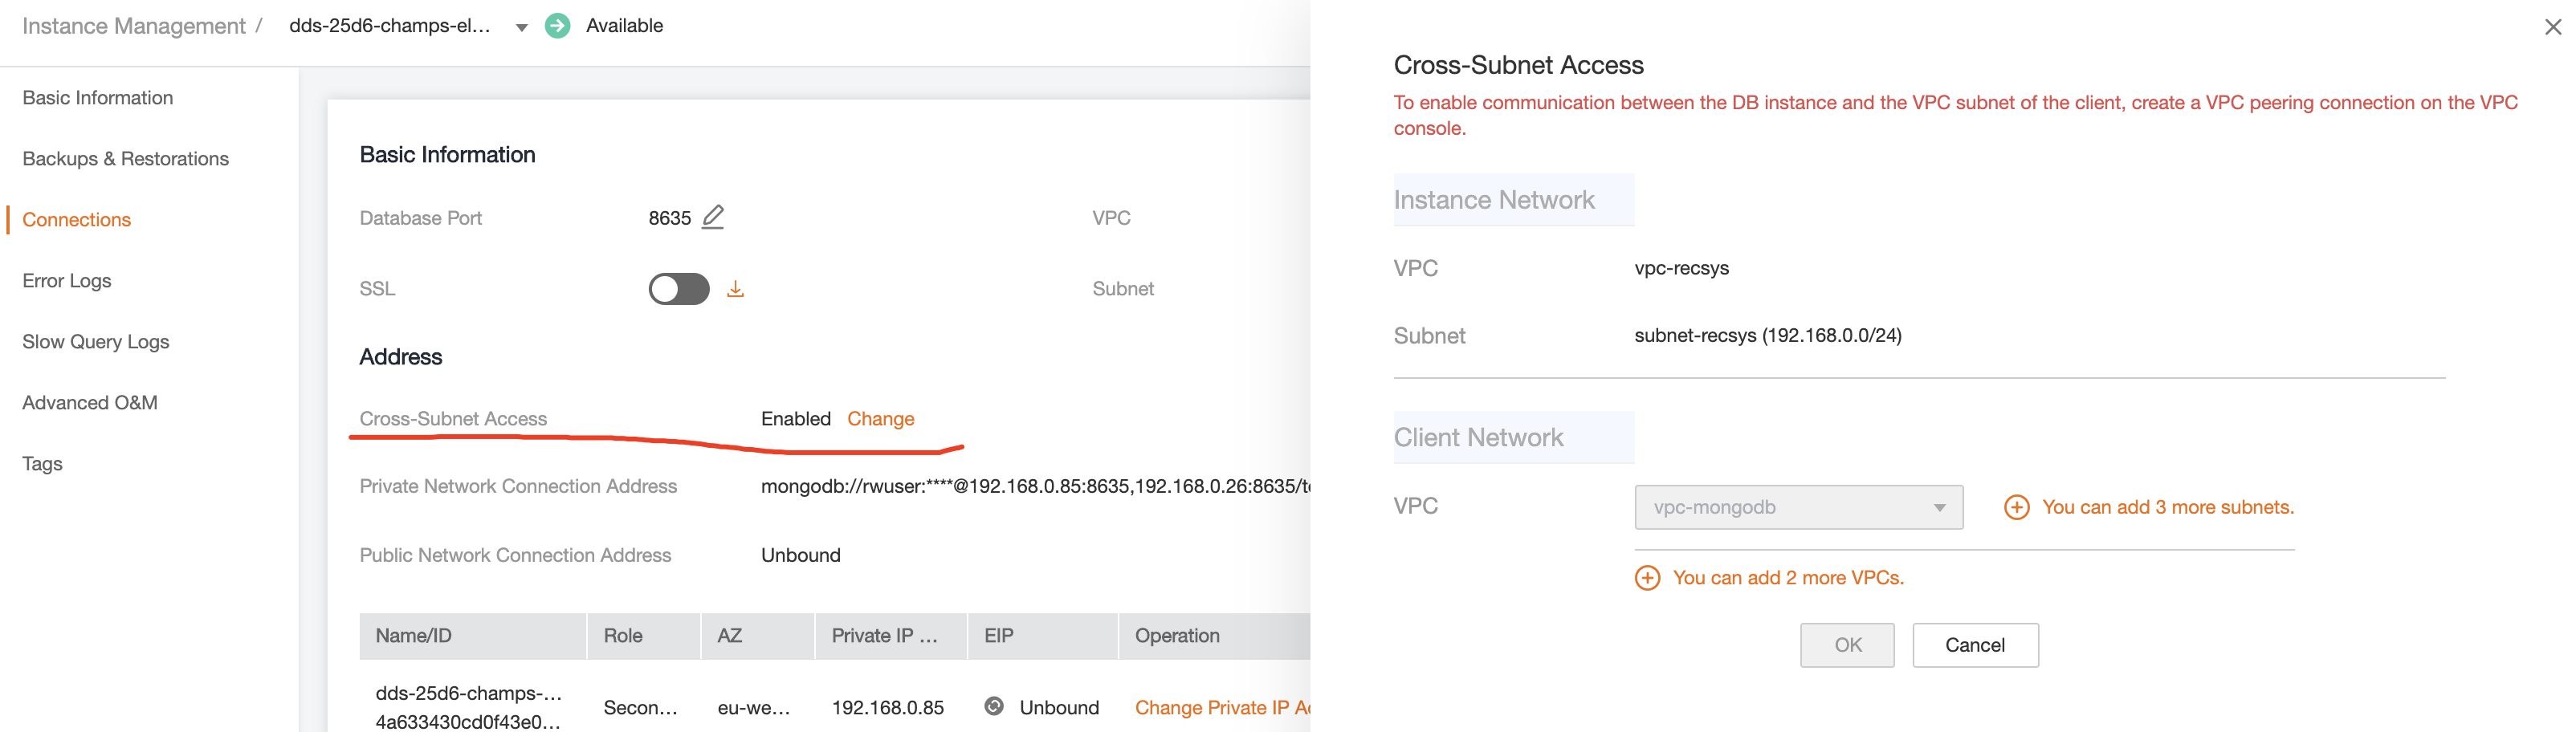 Instance Management / dds-25d6-champs-el... Available
Basic Information
Backups & Restorations
Connections
Error Logs
Slow Query Logs
Advanced O&M
Tags
Basic Information
Database Port 8635 VPC
SSL Subnet
Address
Cross-Subnet Access Enabled Change
Private Network Connection Address mongodb://rwuser:****@192.168.0.85:8635,192.168.0.26:8635/t
Public Network Connection Address Unbound
Name/ID Role AZ Private IP ... EIP Operation
dds-25d6-champs-...
4a633430cd0f43e0... Secon... eu-we... 192.168.0.85 Unbound Change Private IP A
Cross-Subnet Access
To enable communication between the DB instance and the VPC subnet of the client, create a VPC peering connection on the VPC
console.
Instance Network
VPC vpc-recsys
Subnet subnet-recsys (192.168.0.0/24)
Client Network
VPC vpc-mongodb You can add 3 more subnets.
You can add 2 more VPCs.
OK Cancel